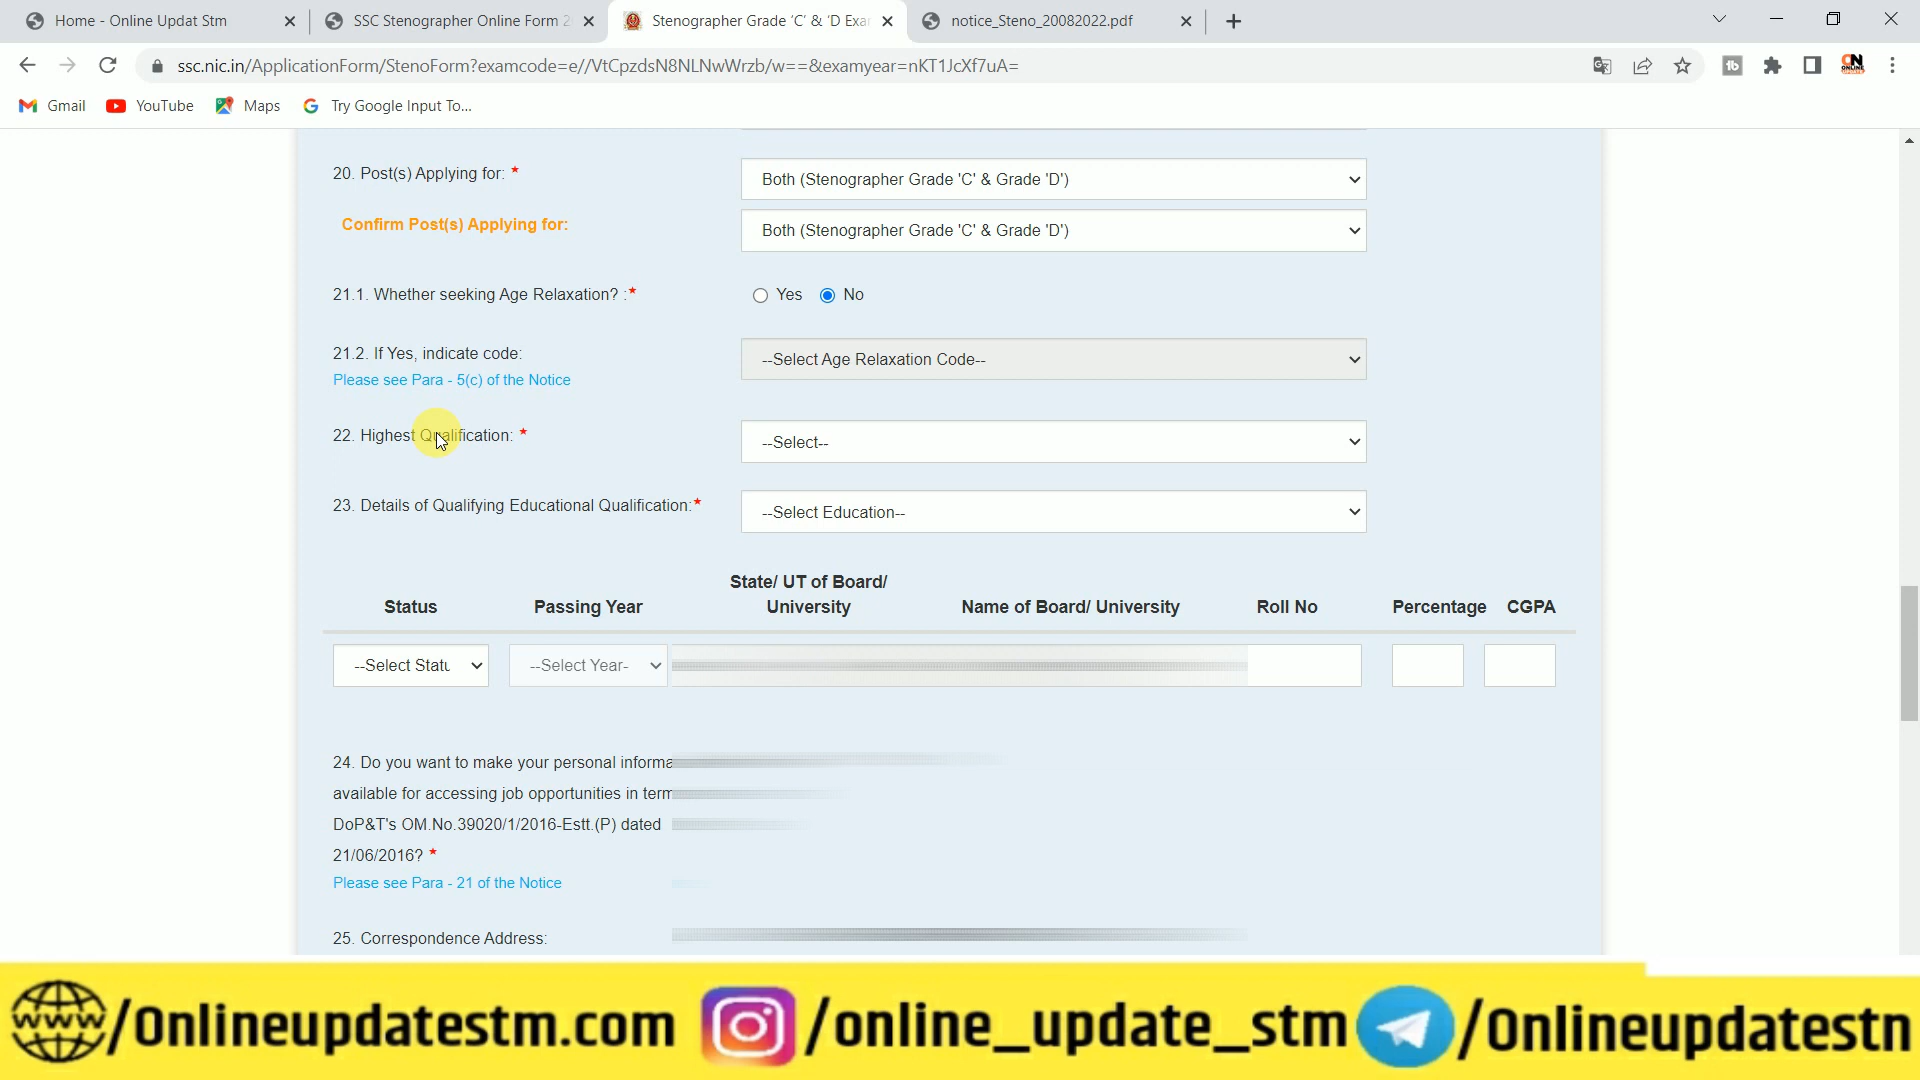 Home - Online Updat Stm
SSC Stenographer Online Form 2
Stenographer Grade 'C' & 'D Exa
notice_Steno_20082022.pdf
ssc.nic.in/ApplicationForm/StenoForm?examcode=e//VtCpzdsN8NLNwWrzb/w==&examyear=nKT1JcXf7uA=
Gmail
YouTube
Maps
Try Google Input To...
20. Post(s) Applying for: *
Both (Stenographer Grade 'C' & Grade 'D')
Confirm Post(s) Applying for:
Both (Stenographer Grade 'C' & Grade 'D')
21.1. Whether seeking Age Relaxation? :*
Yes No
21.2. If Yes, indicate code:
--Select Age Relaxation Code--
Please see Para - 5(c) of the Notice
22. Highest Qualification: *
--Select--
23. Details of Qualifying Educational Qualification:*
--Select Education--
Status Passing Year State/ UT of Board/ University Name of Board/ University Roll No Percentage CGPA
--Select Statu --Select Year-
24. Do you want to make your personal informa
available for accessing job opportunities in term
DoP&T's OM.No.39020/1/2016-Estt.(P) dated
21/06/2016? *
Please see Para - 21 of the Notice
25. Correspondence Address:
www/Onlineupdatestm.com /online_update_stm /Onlineupdatestn